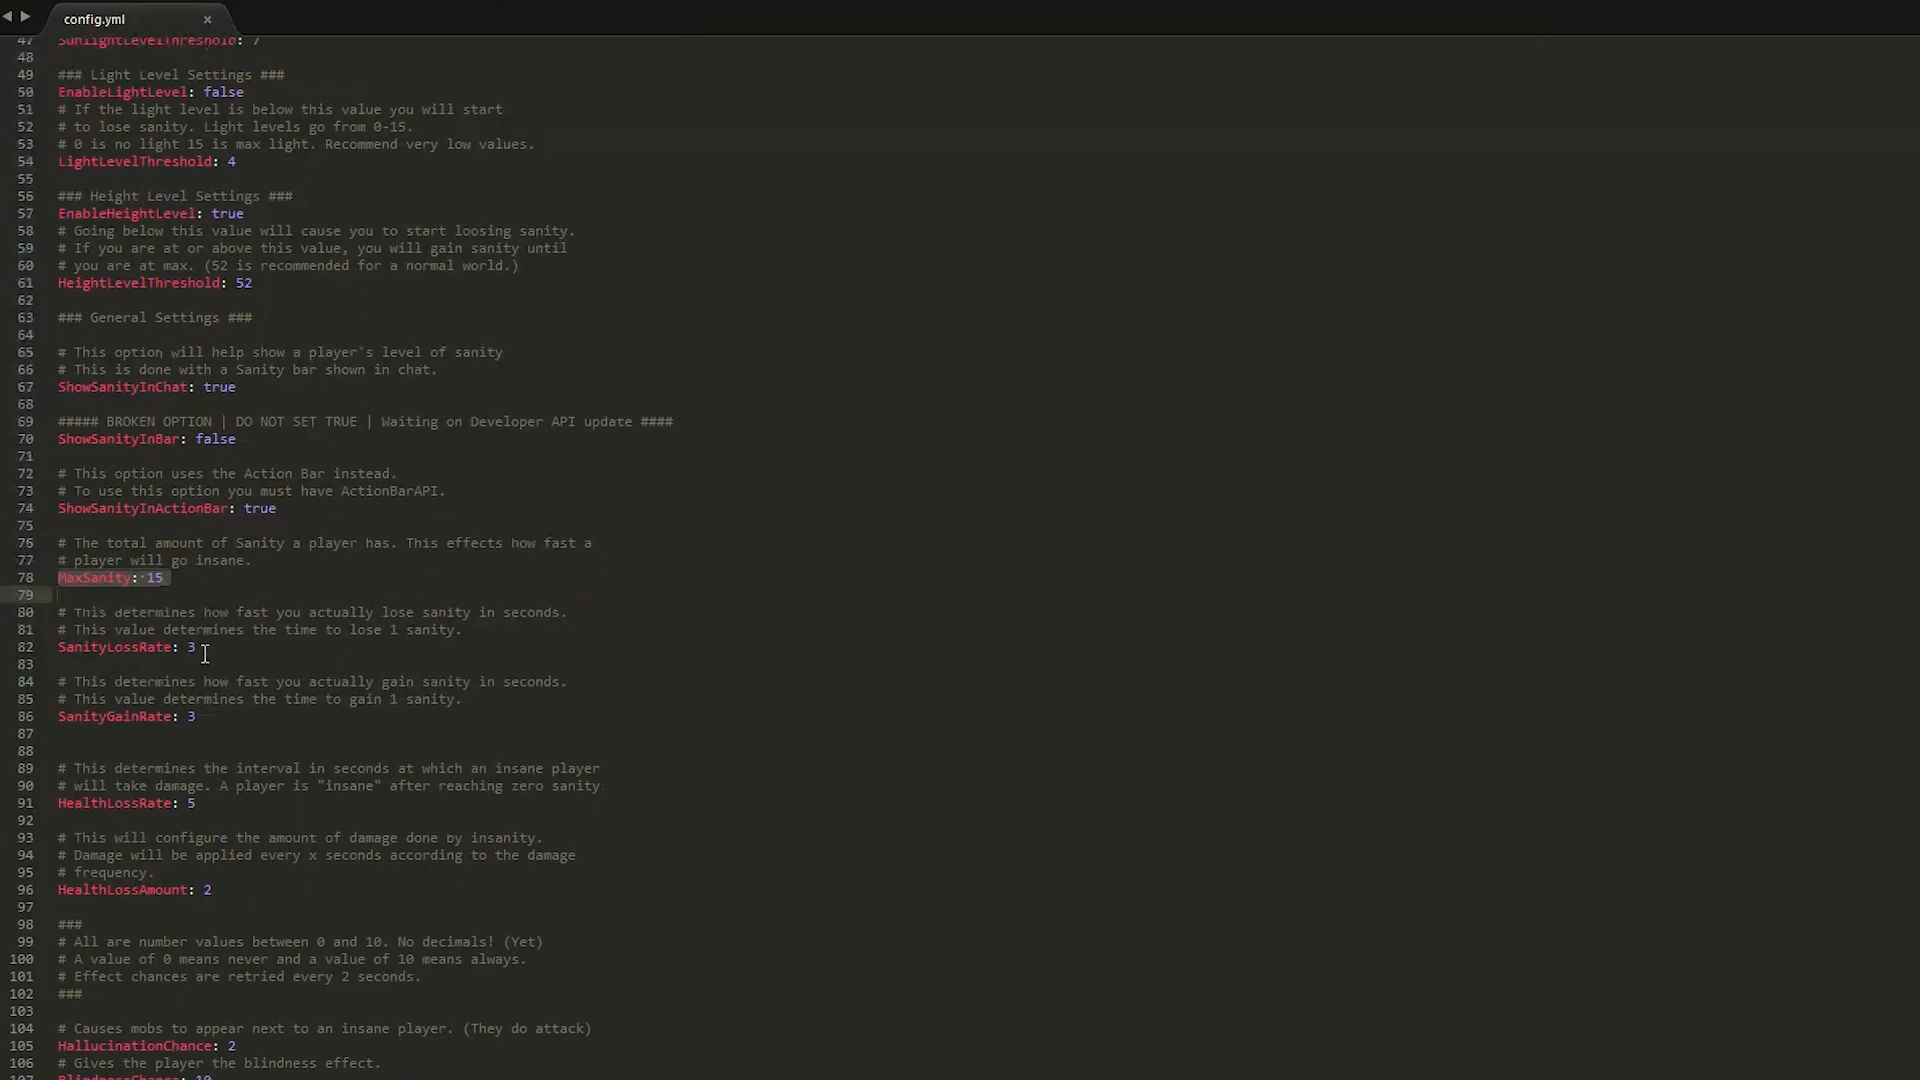 config.yml ×
47 SunlightLevelThreshold: 7
48
49 ### Light Level Settings ###
50 EnableLightLevel: false
51 # If the light level is below this value you will start
52 # to lose sanity. Light levels go from 0-15.
53 # 0 is no light 15 is max light. Recommend very low values.
54 LightLevelThreshold: 4
55
56 ### Height Level Settings ###
57 EnableHeightLevel: true
58 # Going below this value will cause you to start loosing sanity.
59 # If you are at or above this value, you will gain sanity until
60 # you are at max. (52 is recommended for a normal world.)
61 HeightLevelThreshold: 52
62
63 ### General Settings ###
64
65 # This option will help show a player's level of sanity
66 # This is done with a Sanity bar shown in chat.
67 ShowSanityInChat: true
68
69 ##### BROKEN OPTION | DO NOT SET TRUE | Waiting on Developer API update ####
70 ShowSanityInBar: false
71
72 # This option uses the Action Bar instead.
73 # To use this option you must have ActionBarAPI.
74 ShowSanityInActionBar: true
75
76 # The total amount of Sanity a player has. This effects how fast a
77 # player will go insane.
78 MaxSanity: 15
79
80 # This determines how fast you actually lose sanity in seconds.
81 # This value determines the time to lose 1 sanity.
82 SanityLossRate: 3
83
84 # This determines how fast you actually gain sanity in seconds.
85 # This value determines the time to gain 1 sanity.
86 SanityGainRate: 3
87
88
89 # This determines the interval in seconds at which an insane player
90 # will take damage. A player is "insane" after reaching zero sanity
91 HealthLossRate: 5
92
93 # This will configure the amount of damage done by insanity.
94 # Damage will be applied every x seconds according to the damage
95 # frequency.
96 HealthLossAmount: 2
97
98 ###
99 # All are number values between 0 and 10. No decimals! (Yet)
100 # A value of 0 means never and a value of 10 means always.
101 # Effect chances are retried every 2 seconds.
102 ###
103
104 # Causes mobs to appear next to an insane player. (They do attack)
105 HallucinationChance: 2
106 # Gives the player the blindness effect.
107 BlindnessChance: 10